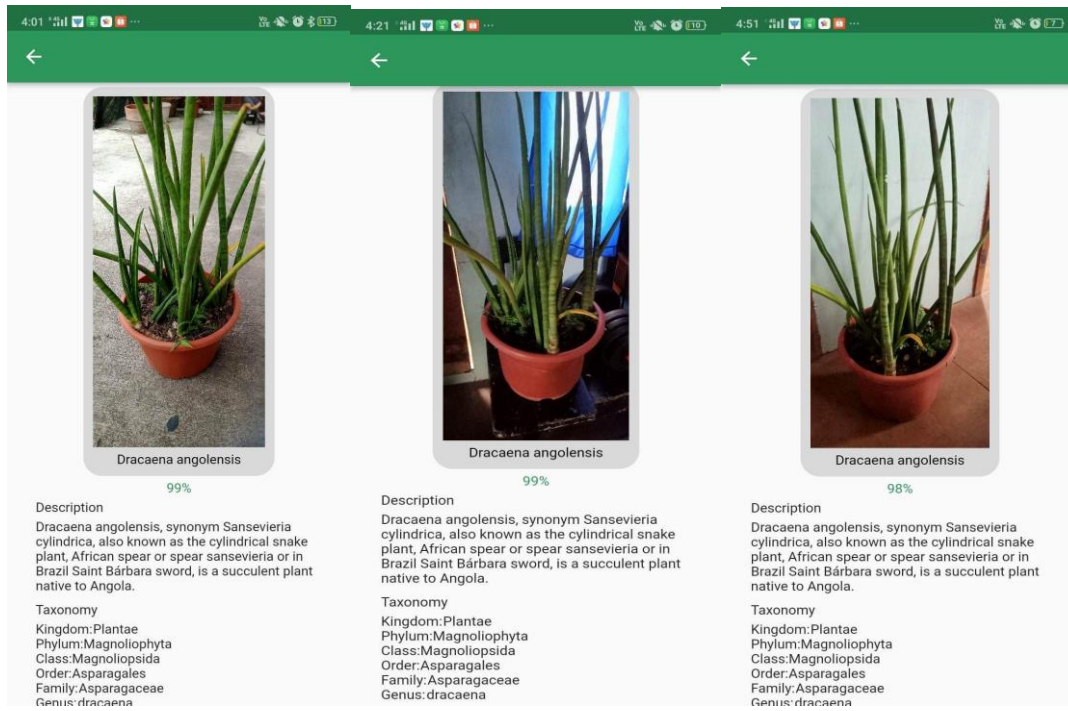 4:01
13
Dracaena angolensis
99%
Description
Dracaena angolensis, synonym Sansevieria
cylindrica, also known as the cylindrical snake
plant, African spear or spear sansevieria or in
Brazil Saint Bárbara sword, is a succulent plant
native to Angola.
Taxonomy
Kingdom:Plantae
Phylum:Magnoliophyta
Class:Magnoliopsida
Order:Asparagales
Family:Asparagaceae
Genus:dracaena
4:21
10
Dracaena angolensis
99%
Description
Dracaena angolensis, synonym Sansevieria
cylindrica, also known as the cylindrical snake
plant, African spear or spear sansevieria or in
Brazil Saint Bárbara sword, is a succulent plant
native to Angola.
Taxonomy
Kingdom:Plantae
Phylum:Magnoliophyta
Class:Magnoliopsida
Order:Asparagales
Family:Asparagaceae
Genus:dracaena
4:51
7
Dracaena angolensis
98%
Description
Dracaena angolensis, synonym Sansevieria
cylindrica, also known as the cylindrical snake
plant, African spear or spear sansevieria or in
Brazil Saint Bárbara sword, is a succulent plant
native to Angola.
Taxonomy
Kingdom:Plantae
Phylum:Magnoliophyta
Class:Magnoliopsida
Order:Asparagales
Family:Asparagaceae
Genus:dracaena